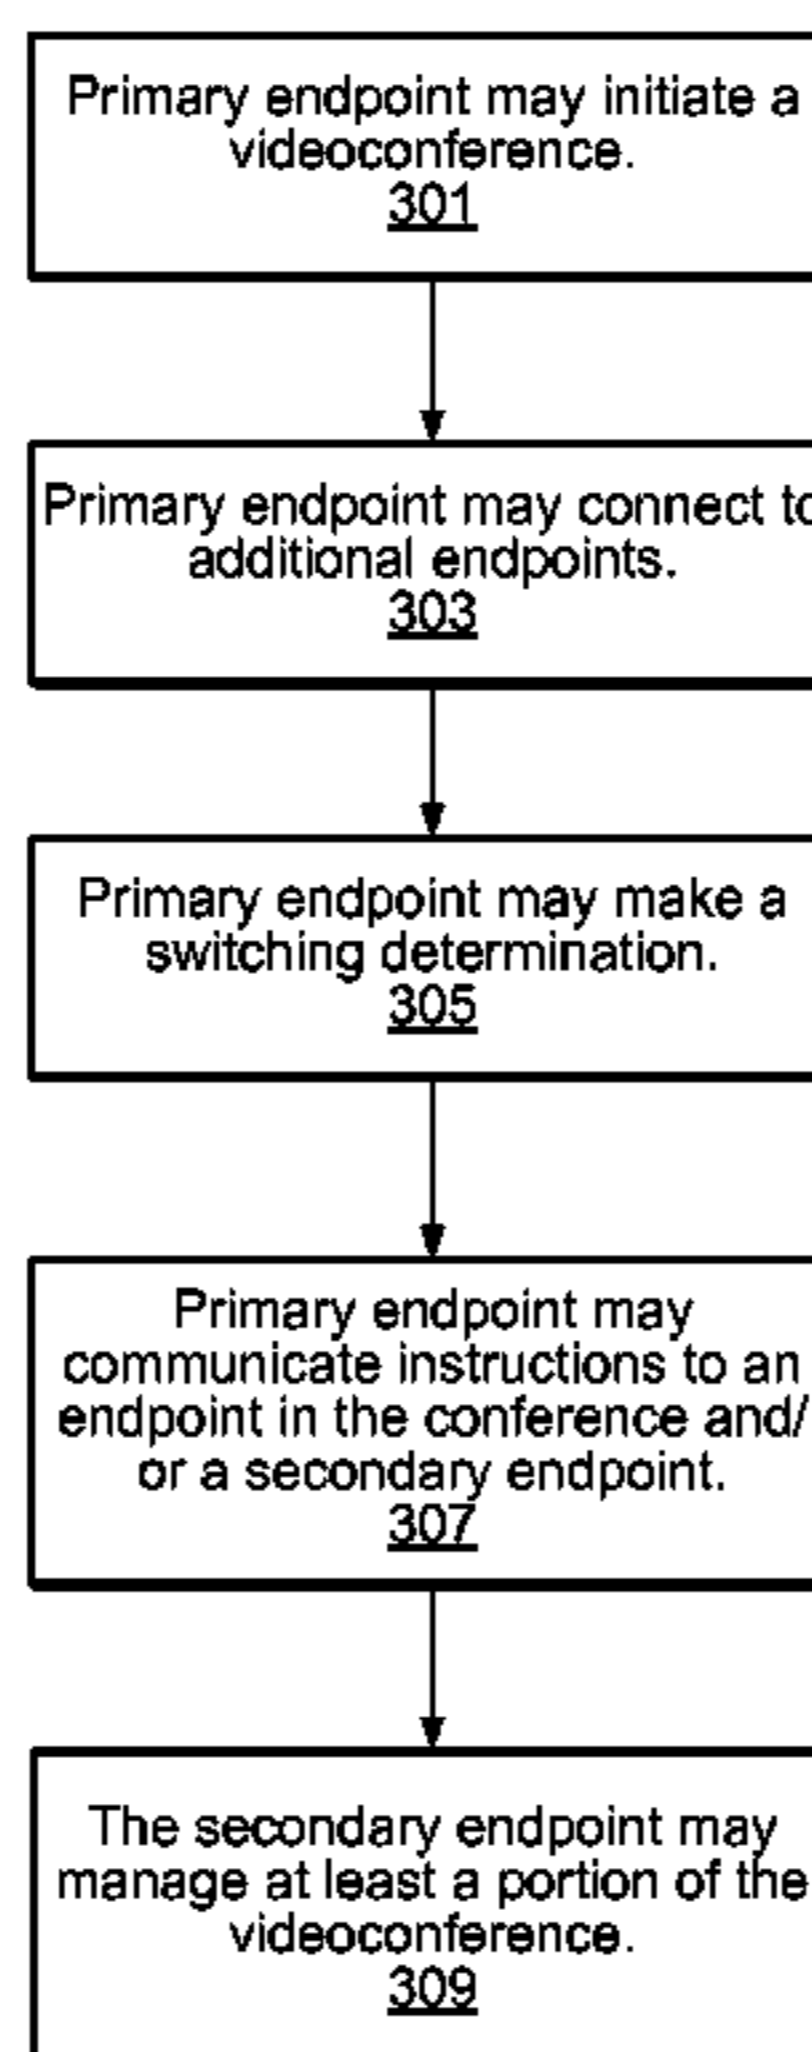 Primary endpoint may initiate a
videoconference.
301
Primary endpoint may connect to
additional endpoints.
303
Primary endpoint may make a
switching determination.
305
Primary endpoint may
communicate instructions to an
endpoint in the conference and/
or a secondary endpoint.
307
The secondary endpoint may
manage at least a portion of the
videoconference.
309